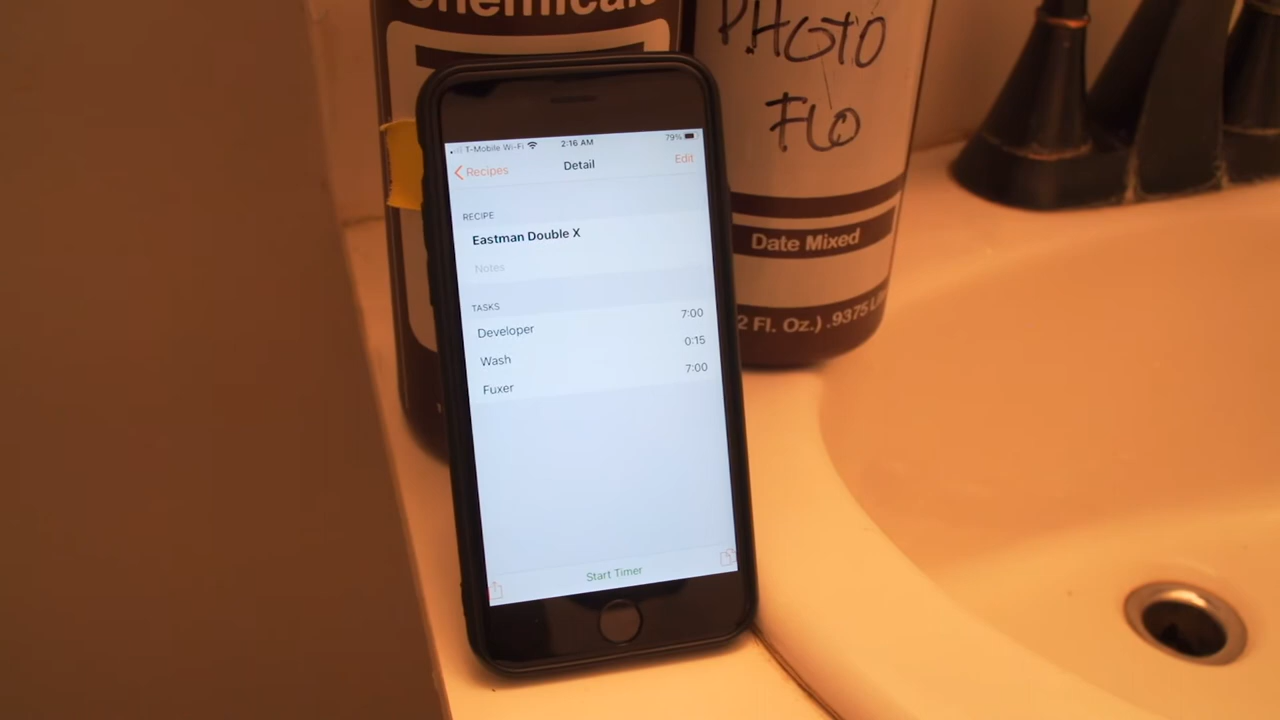 Chemicals
PHOTO
FLO
Date Mixed
2 Fl. Oz.) .9375 Li
T-Mobile Wi-Fi
2:16 AM
79%
Recipes
Detail
Edit
RECIPE
Eastman Double X
Notes
TASKS
Developer 7:00
Wash 0:15
Fuxer 7:00
Start Timer